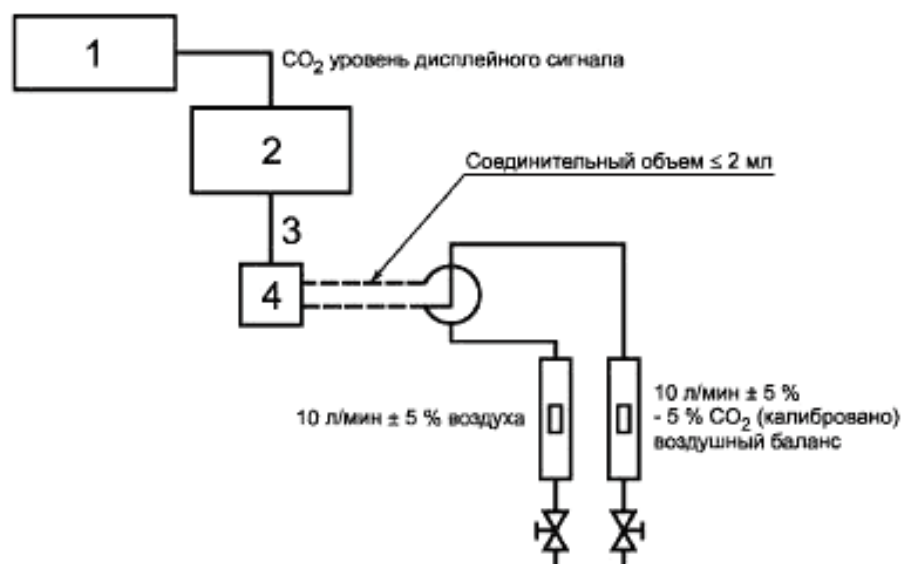 1
CO₂ уровень дисплейного сигнала
2
Соединительный объем ≤ 2 мл
3
4
10 л/мин ± 5 % воздуха
10 л/мин ± 5 %
- 5 % CO₂ (калибровано)
воздушный баланс